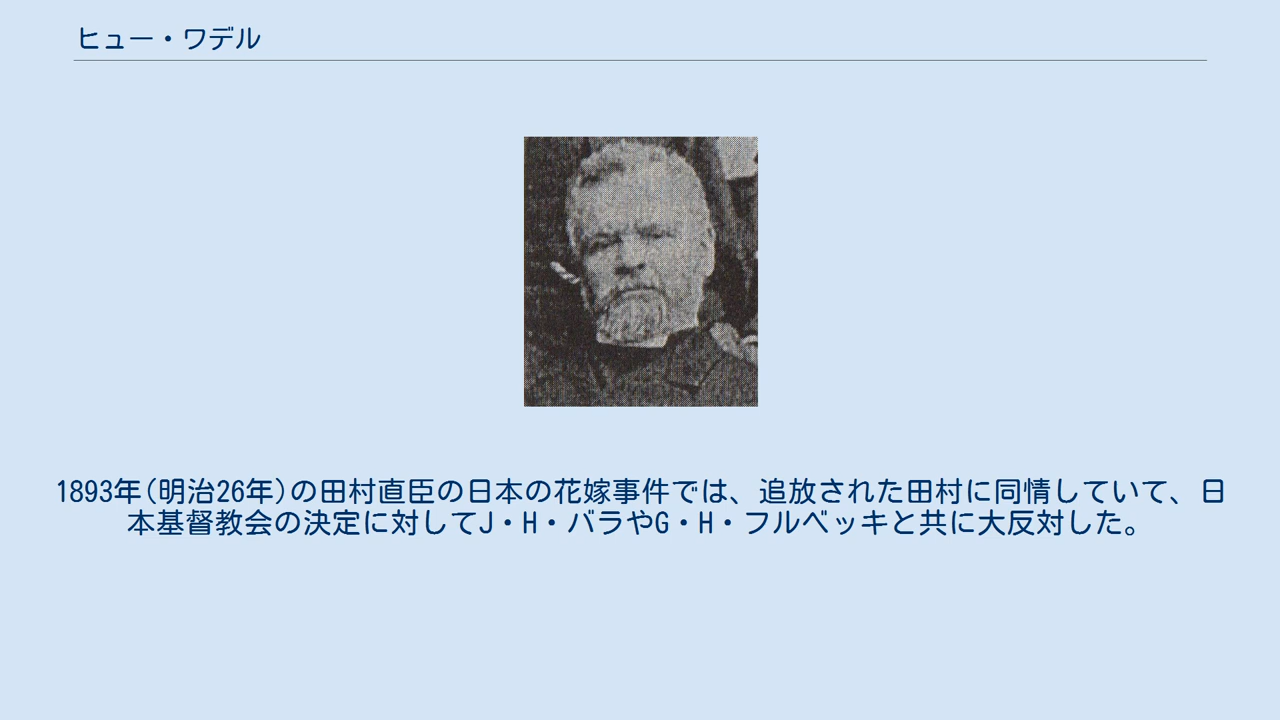 ヒュー・ワデル
1893年(明治26年)の田村直臣の日本の花嫁事件では、追放された田村に同情していて、日
本基督教会の決定に対してJ・H・バラやG・H・フルベッキと共に大反対した。